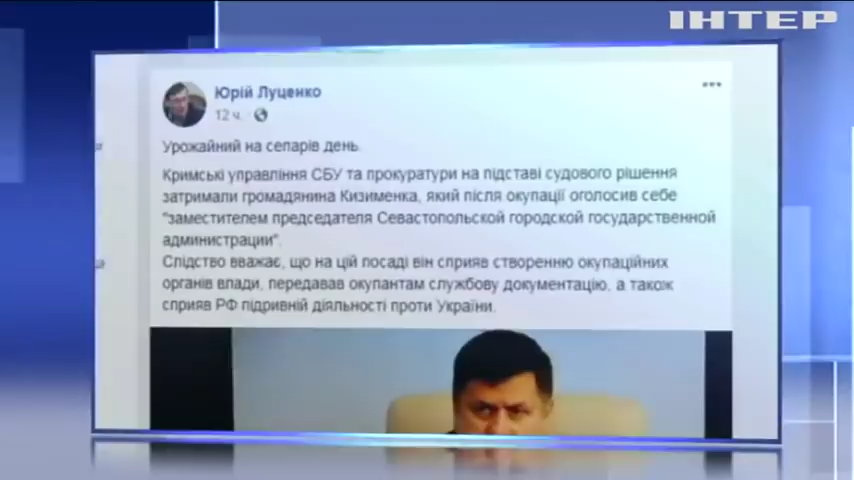 ІНТЕР
Юрій Луценко
12 ч.
Урожайний на сепарів день.
Кримські управління СБУ та прокуратури на підставі судового рішення
затримали громадянина Кизименка, який після окупації оголосив себе
"заместителем председателя Севастопольской городской государственной
администрации".
Слідство вважає, що на цій посаді він сприяв створенню окупаційних
органів влади, передавав окупантам службову документацію, а також
сприяв РФ підривній діяльності проти України.